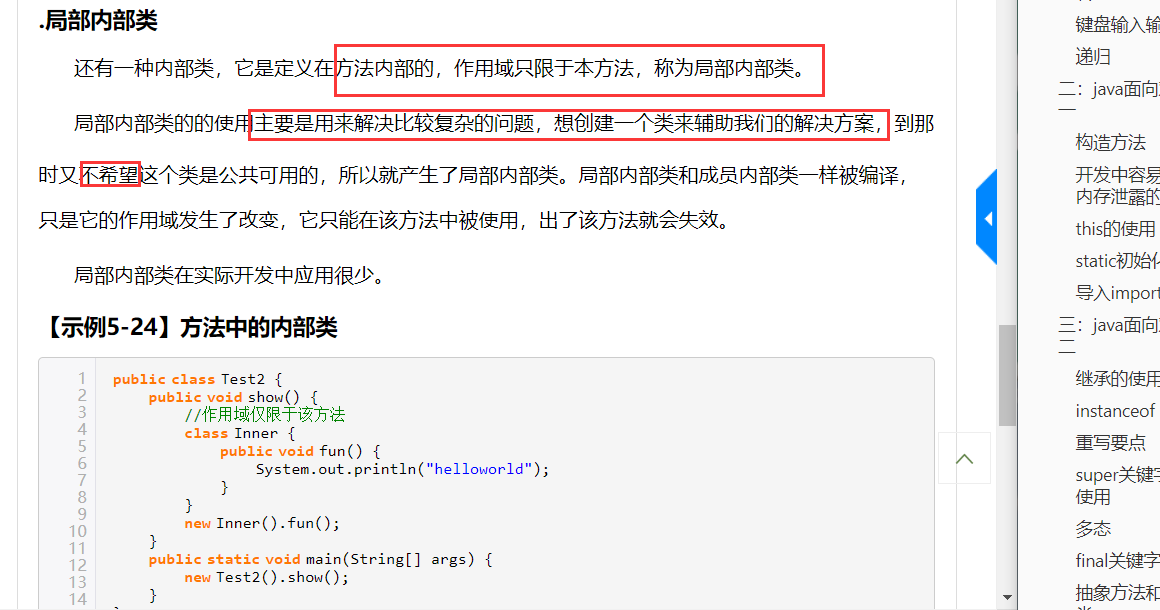 .局部内部类
还有一种内部类，它是定义在方法内部的，作用域只限于本方法，称为局部内部类。
局部内部类的的使用主要是用来解决比较复杂的问题，想创建一个类来辅助我们的解决方案，到那
时又不希望这个类是公共可用的，所以就产生了局部内部类。局部内部类和成员内部类一样被编译，
只是它的作用域发生了改变，它只能在该方法中被使用，出了该方法就会失效。
局部内部类在实际开发中应用很少。
【示例5-24】方法中的内部类
1 public class Test2 {
2 public void show() {
3 //作用域仅限于该方法
4 class Inner {
5 public void fun() {
6 System.out.println("helloworld");
7 }
8 }
9 new Inner().fun();
10 }
11 public static void main(String[] args) {
12 new Test2().show();
13 }
14
键盘输入输
递归
二：java面向
一
构造方法
开发中容易
内存泄露的
this的使用
static初始化
导入import
三：java面向
二
继承的使用
instanceof
重写要点
super关键字
使用
多态
final关键字
抽象方法和